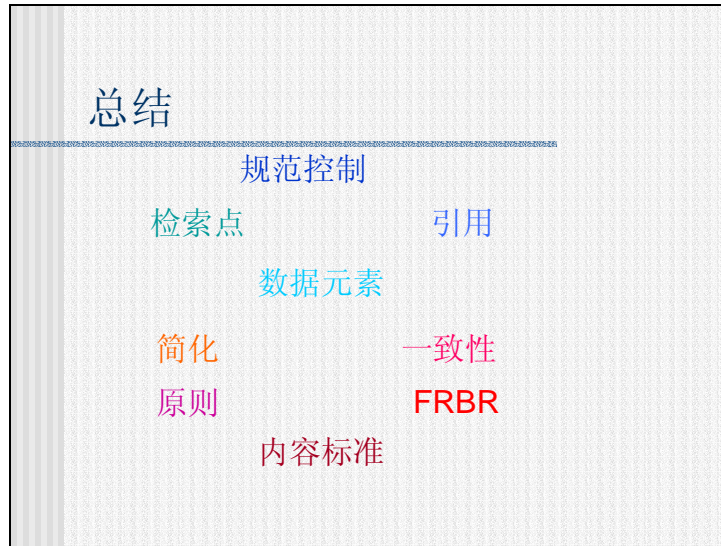 总结
规范控制
检索点 引用
数据元素
简化 一致性
原则 FRBR
内容标准